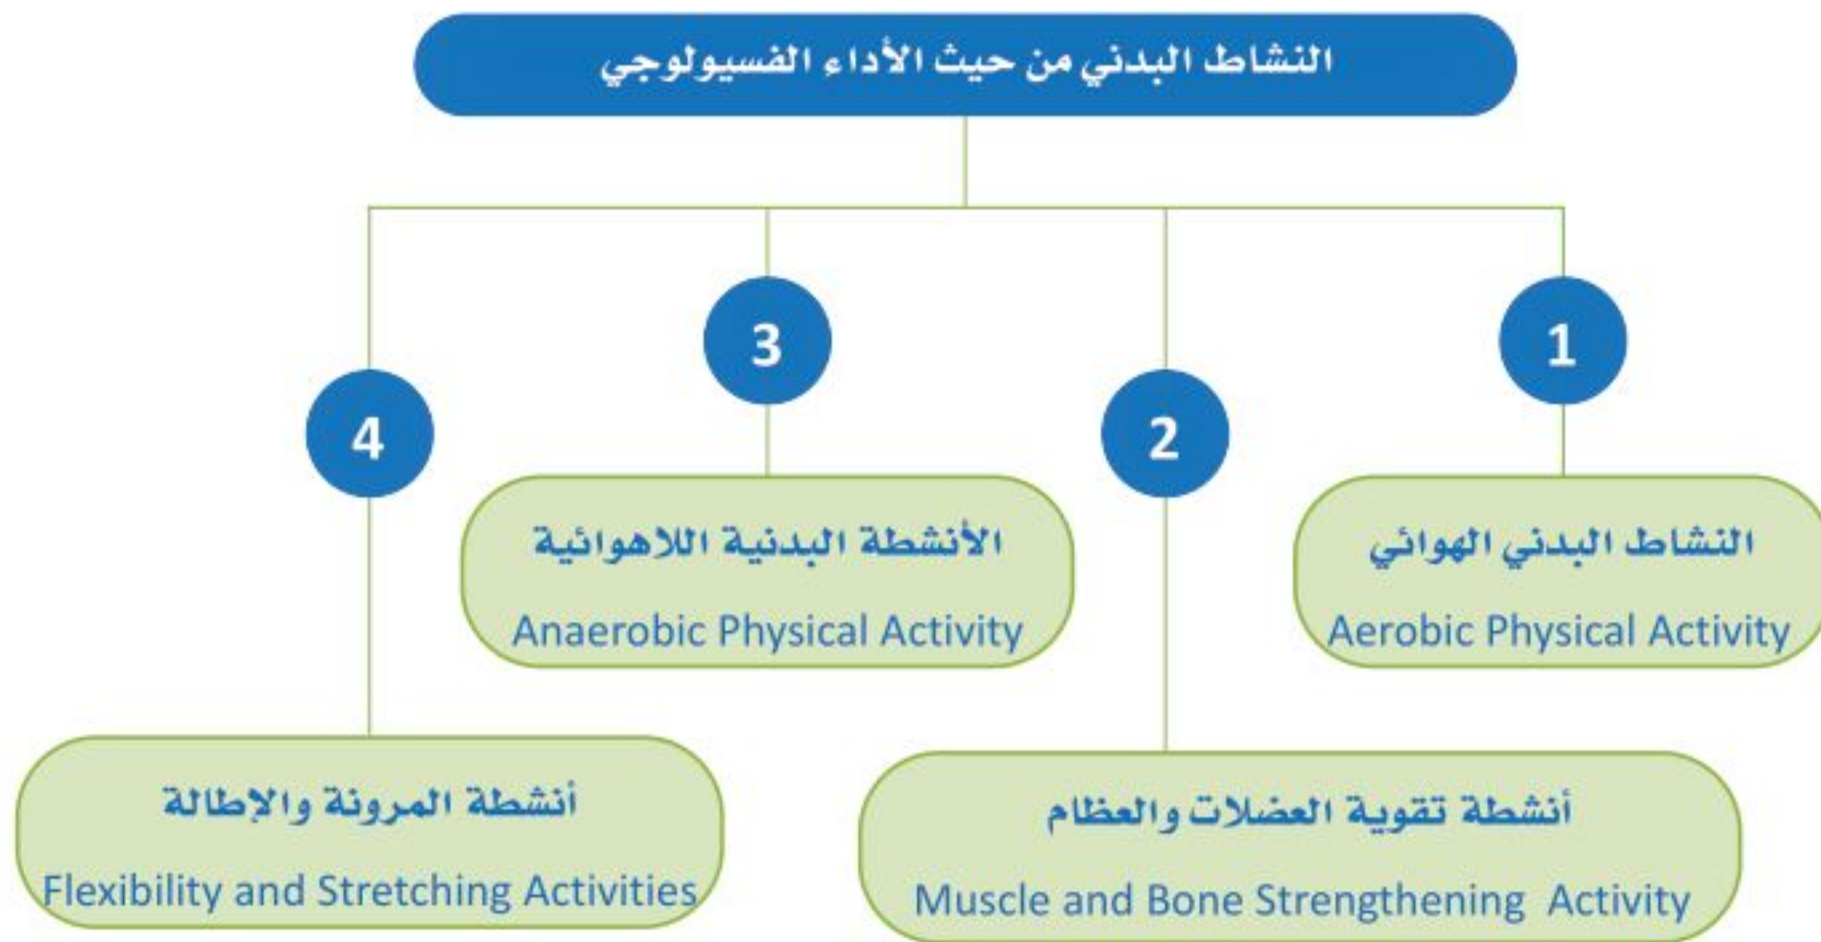 النشاط البدني من حيث الأداء الفسيولوجي
1
النشاط البدني الهوائي
Aerobic Physical Activity
2
أنشطة تقوية العضلات والعظام
Muscle and Bone Strengthening Activity
3
الأنشطة البدنية اللاهوائية
Anaerobic Physical Activity
4
أنشطة المرونة والإطالة
Flexibility and Stretching Activities